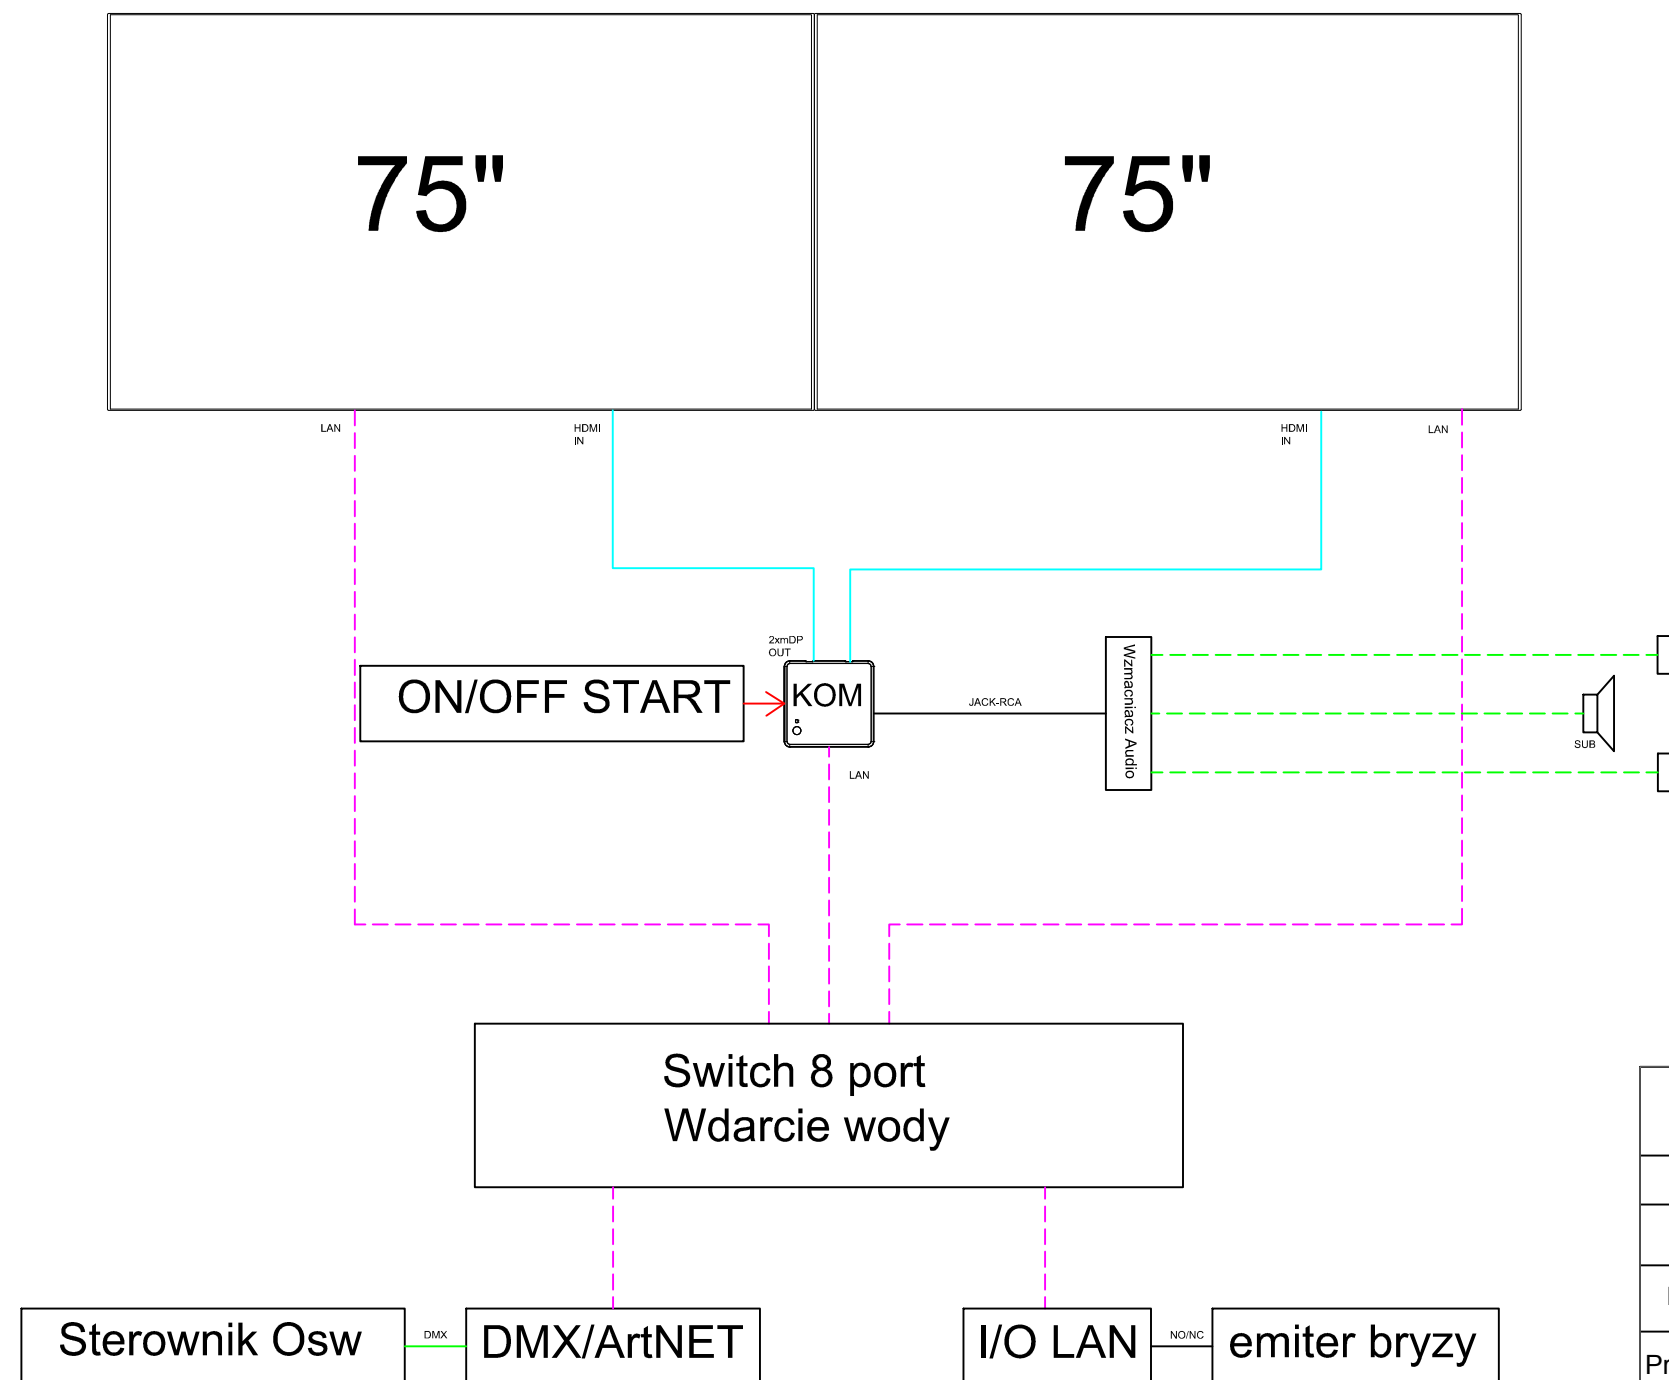 75"
75"
LAN
HDMI
IN
HDMI
IN
LAN
2xmDP
OUT
ON/OFF START
KOM
JACK-RCA
Wzmacniacz Audio
SUB
LAN
Switch 8 port
Wdarcie wody
Sterownik Osw
DMX
DMX/ArtNET
I/O LAN
NO/NC
emiter bryzy